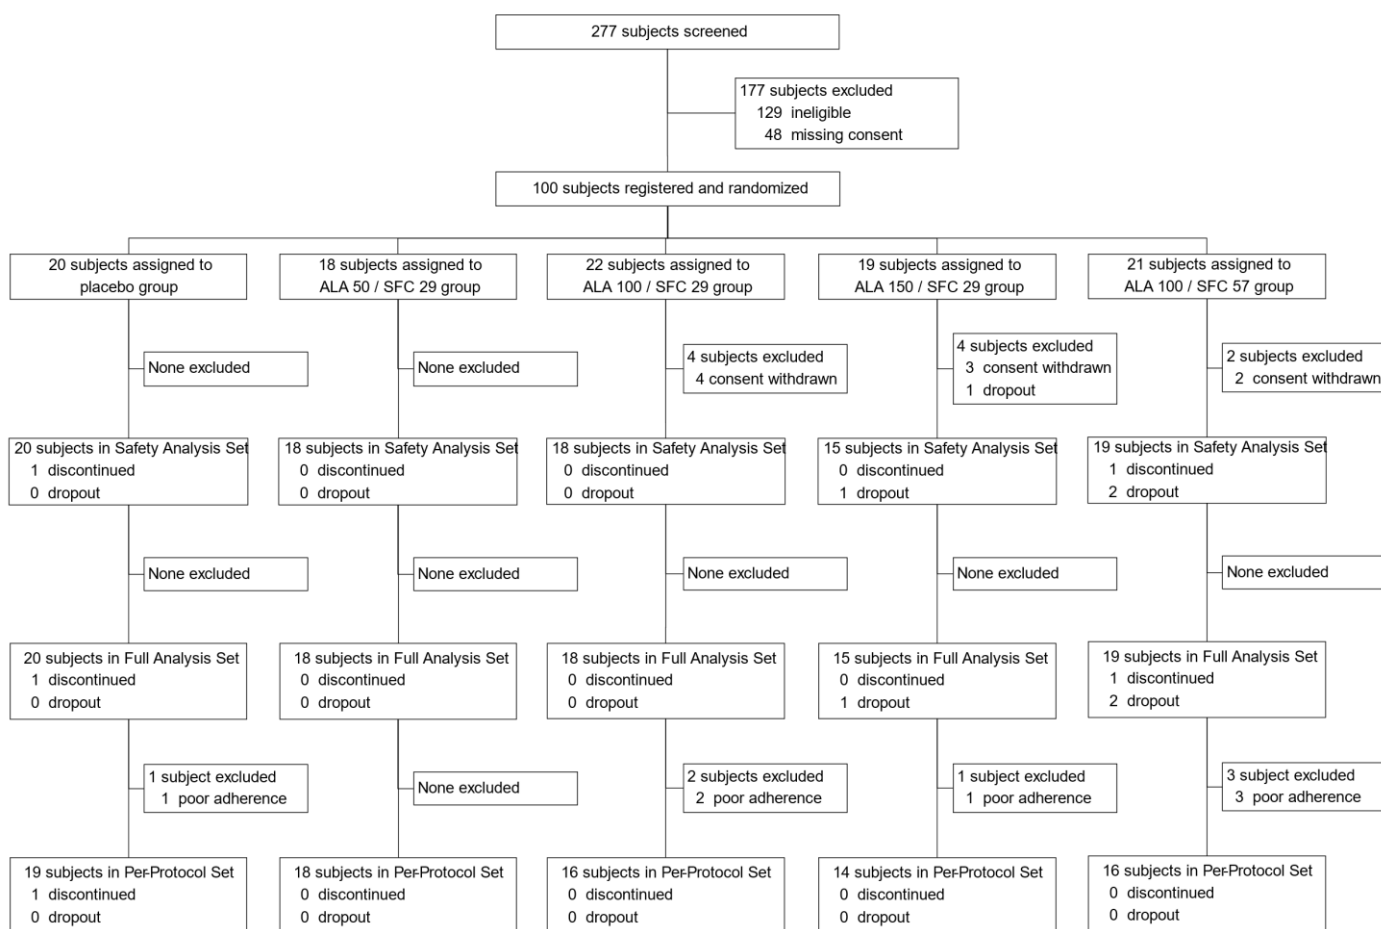 277 subjects screened
177 subjects excluded
129 ineligible
48 missing consent
100 subjects registered and randomized
20 subjects assigned to
placebo group
18 subjects assigned to
ALA 50 / SFC 29 group
22 subjects assigned to
ALA 100 / SFC 29 group
19 subjects assigned to
ALA 150 / SFC 29 group
21 subjects assigned to
ALA 100 / SFC 57 group
None excluded
None excluded
4 subjects excluded
4 consent withdrawn
4 subjects excluded
3 consent withdrawn
1 dropout
2 subjects excluded
2 consent withdrawn
20 subjects in Safety Analysis Set
1 discontinued
0 dropout
18 subjects in Safety Analysis Set
0 discontinued
0 dropout
18 subjects in Safety Analysis Set
0 discontinued
0 dropout
15 subjects in Safety Analysis Set
0 discontinued
1 dropout
19 subjects in Safety Analysis Set
1 discontinued
2 dropout
None excluded
None excluded
None excluded
None excluded
None excluded
20 subjects in Full Analysis Set
1 discontinued
0 dropout
18 subjects in Full Analysis Set
0 discontinued
0 dropout
18 subjects in Full Analysis Set
0 discontinued
0 dropout
15 subjects in Full Analysis Set
0 discontinued
1 dropout
19 subjects in Full Analysis Set
1 discontinued
2 dropout
1 subject excluded
1 poor adherence
None excluded
2 subjects excluded
2 poor adherence
1 subject excluded
1 poor adherence
3 subject excluded
3 poor adherence
19 subjects in Per-Protocol Set
1 discontinued
0 dropout
18 subjects in Per-Protocol Set
0 discontinued
0 dropout
16 subjects in Per-Protocol Set
0 discontinued
0 dropout
14 subjects in Per-Protocol Set
0 discontinued
0 dropout
16 subjects in Per-Protocol Set
0 discontinued
0 dropout